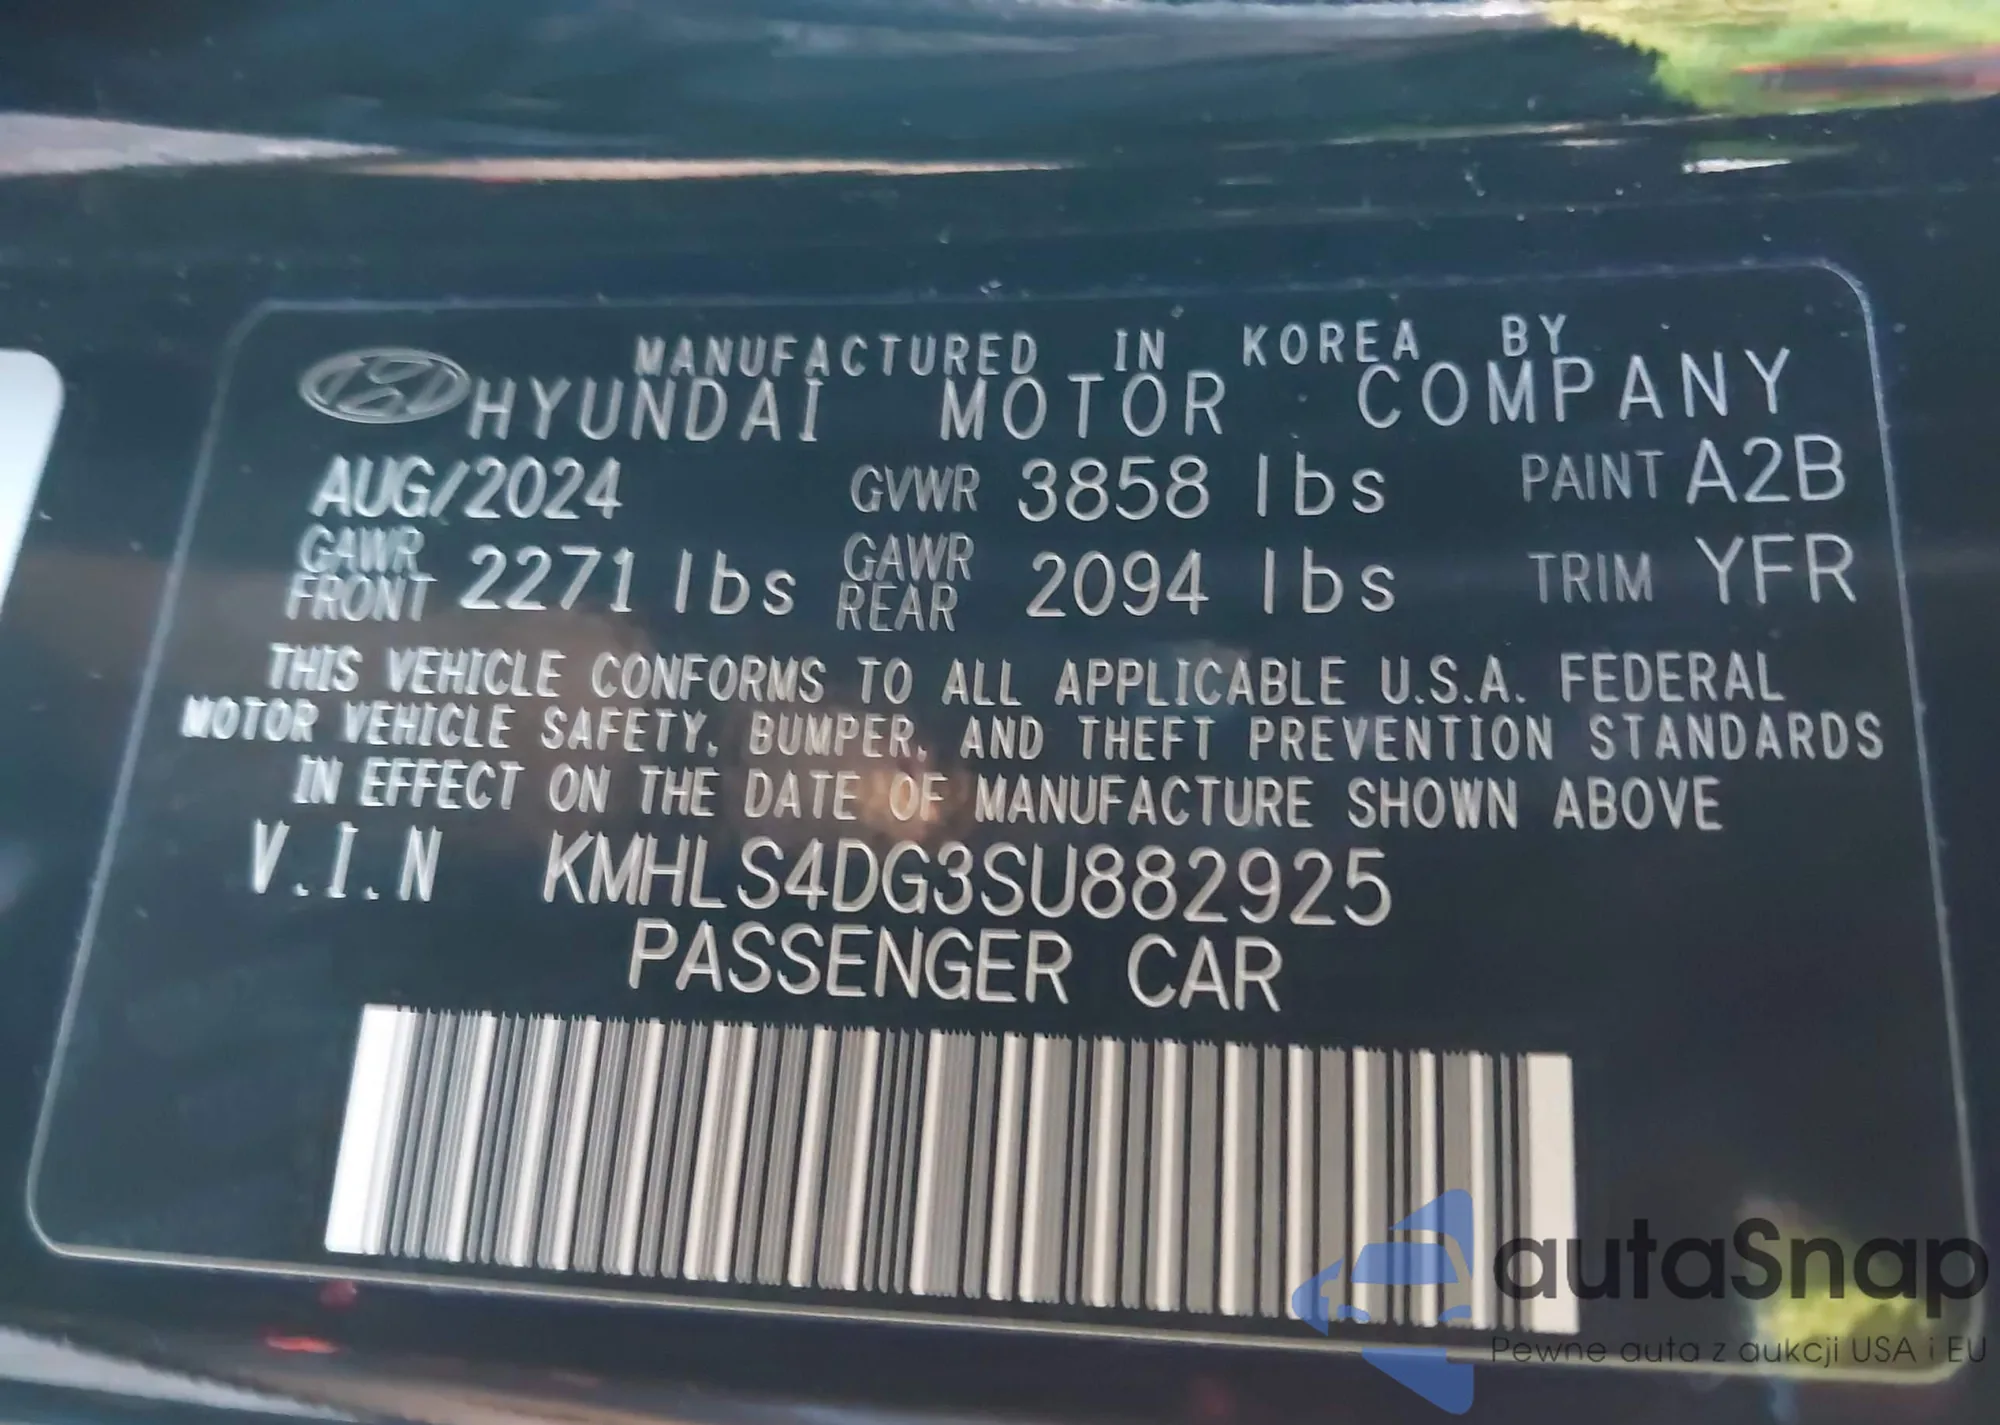 MANUFACTURED IN KOREA BY
HYUNDAI MOTOR COMPANY
AUG/2024 GVWR 3858 lbs PAINT A2B
GAWR FRONT 2271 lbs GAWR REAR 2094 lbs TRIM YFR
THIS VEHICLE CONFORMS TO ALL APPLICABLE U.S.A. FEDERAL
MOTOR VEHICLE SAFETY, BUMPER, AND THEFT PREVENTION STANDARDS
IN EFFECT ON THE DATE OF MANUFACTURE SHOWN ABOVE
V.I.N KMHLS4DG3SU882925
PASSENGER CAR
autaSnap
Pewne auta z aukcji USA i EU